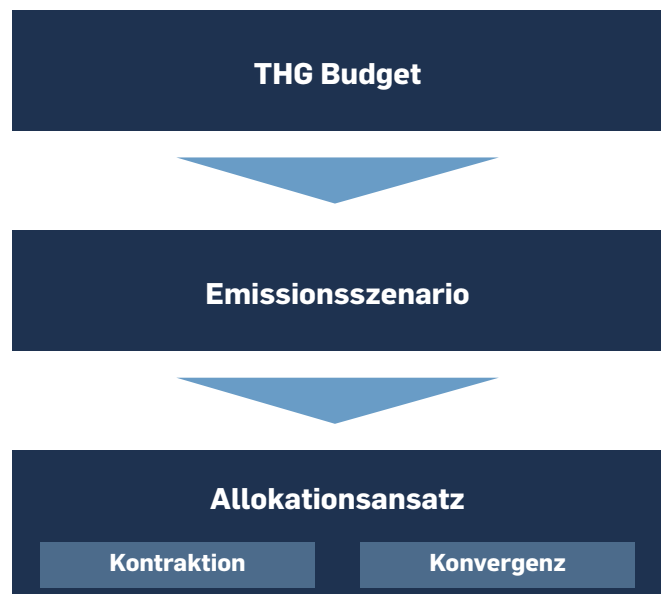 THG Budget
Emissionsszenario
Allokationsansatz
Kontraktion
Konvergenz